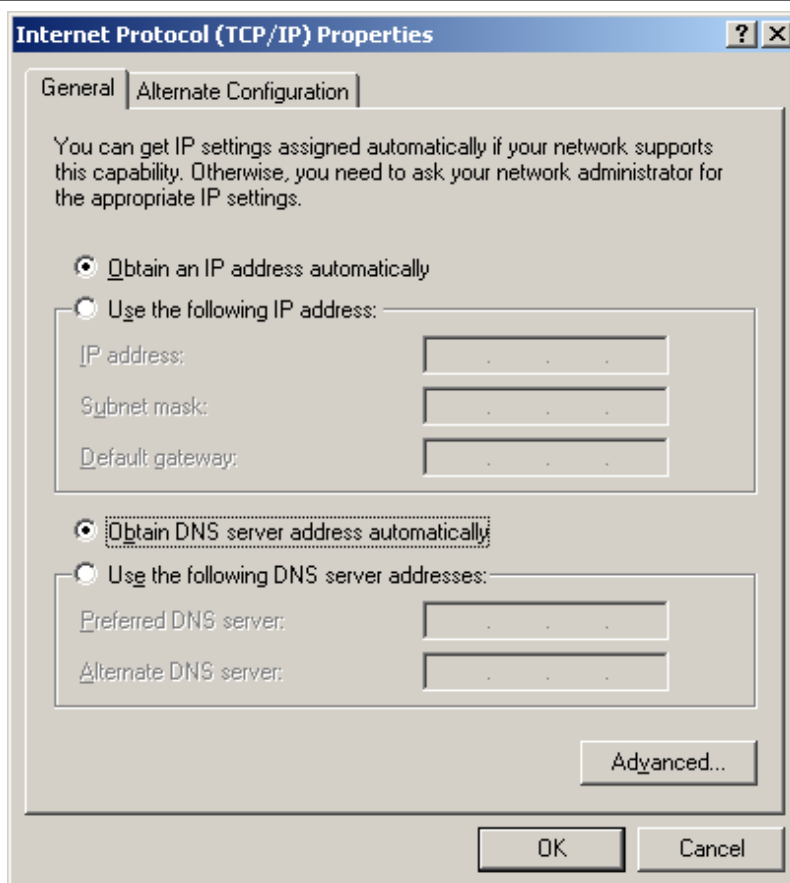 Internet Protocol (TCP/IP) Properties
General
Alternate Configuration
You can get IP settings assigned automatically if your network supports
this capability. Otherwise, you need to ask your network administrator for
the appropriate IP settings.
Obtain an IP address automatically
Use the following IP address:
IP address:
Subnet mask:
Default gateway:
Obtain DNS server address automatically
Use the following DNS server addresses:
Preferred DNS server:
Alternate DNS server:
Advanced...
OK
Cancel